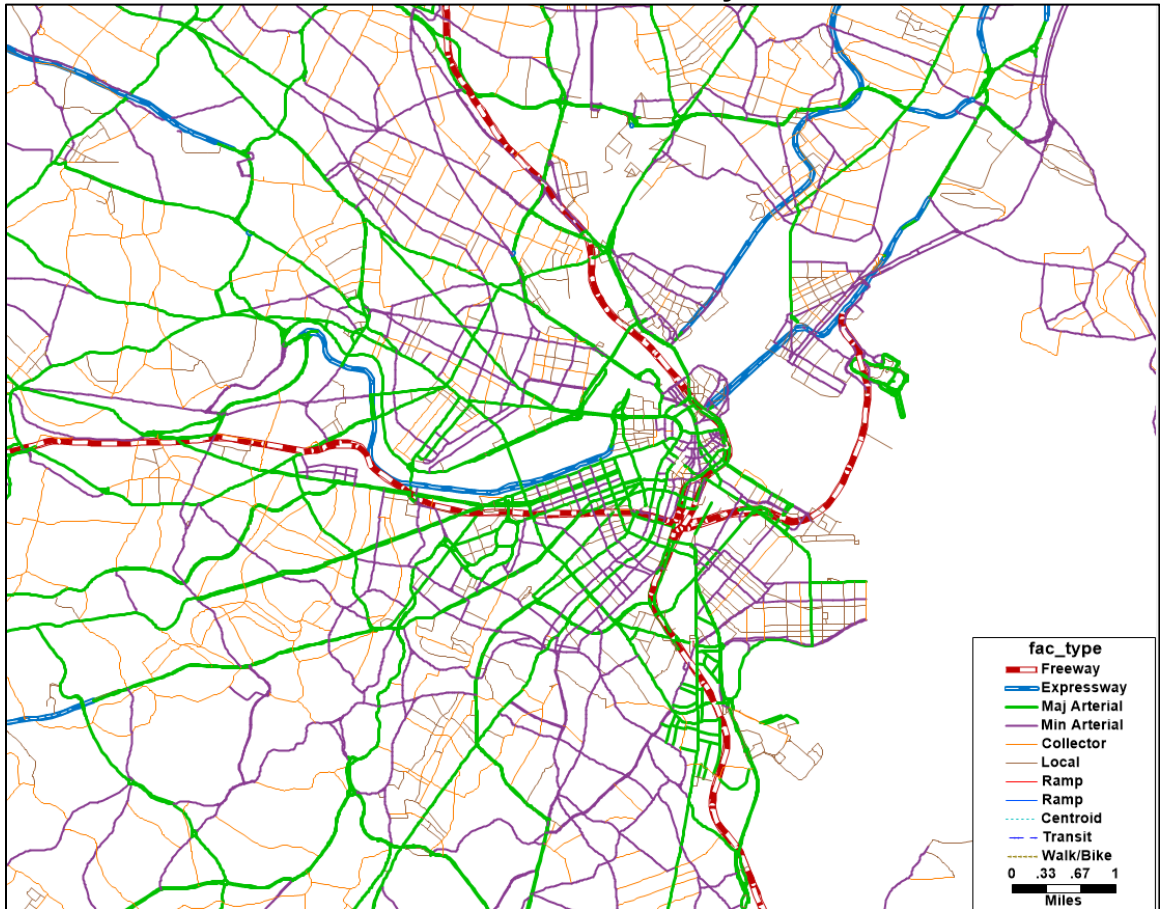 fac_type
Freeway
Expressway
Maj Arterial
Min Arterial
Collector
Local
Ramp
Ramp
Centroid
Transit
Walk/Bike
0 .33 .67 1
Miles